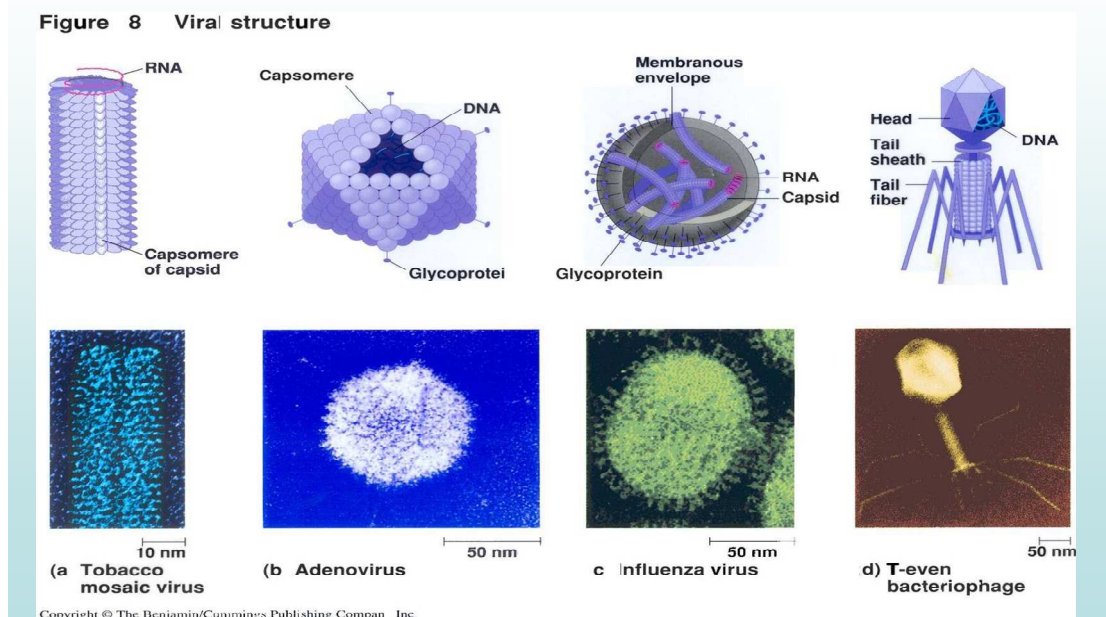 Figure 8 Viral structure
RNA
Capsomere
of capsid
Capsomere
DNA
Glycoprotei
Membranous
envelope
RNA
Capsid
Glycoprotein
Head
DNA
Tail
sheath
Tail
fiber
10 nm
50 nm
50 nm
50 nm
(a Tobacco
mosaic virus
(b Adenovirus
c Influenza virus
d) T-even
bacteriophage
Copyright © The Benjamin/Cummings Publishing Compan Inc